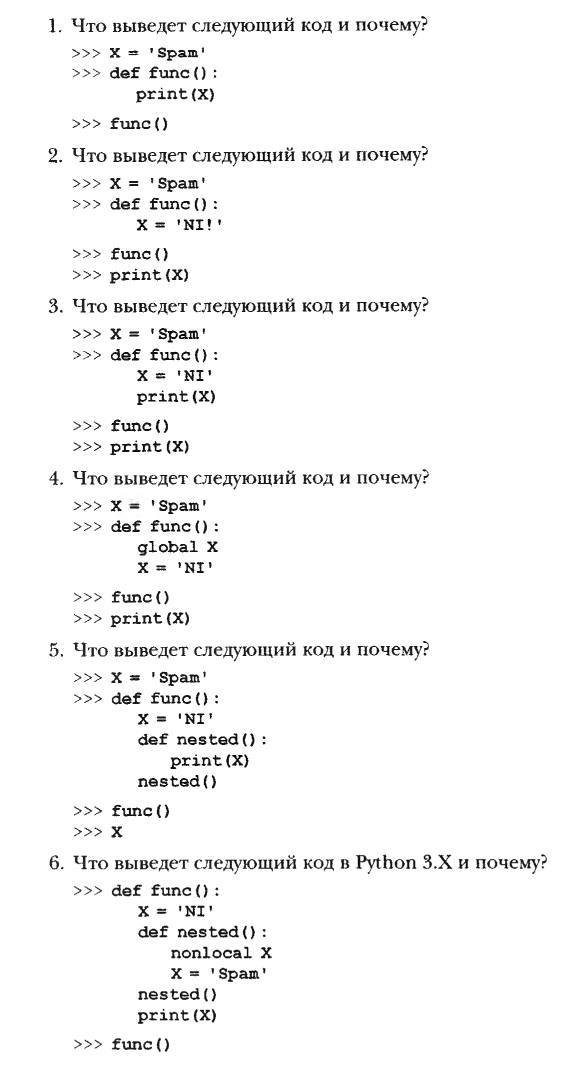 1. Что выведет следующий код и почему?
>>> X = 'Spam'
>>> def func():
print(X)
>>> func()
2. Что выведет следующий код и почему?
>>> X = 'Spam'
>>> def func():
X = 'NI!'
>>> func()
>>> print(X)
3. Что выведет следующий код и почему?
>>> X = 'Spam'
>>> def func():
X = 'NI'
print(X)
>>> func()
>>> print(X)
4. Что выведет следующий код и почему?
>>> X = 'Spam'
>>> def func():
global X
X = 'NI'
>>> func()
>>> print(X)
5. Что выведет следующий код и почему?
>>> X = 'Spam'
>>> def func():
X = 'NI'
def nested():
print(X)
nested()
>>> func()
>>> X
6. Что выведет следующий код в Python 3.X и почему?
>>> def func():
X = 'NI'
def nested():
nonlocal X
X = 'Spam'
nested()
print(X)
>>> func()